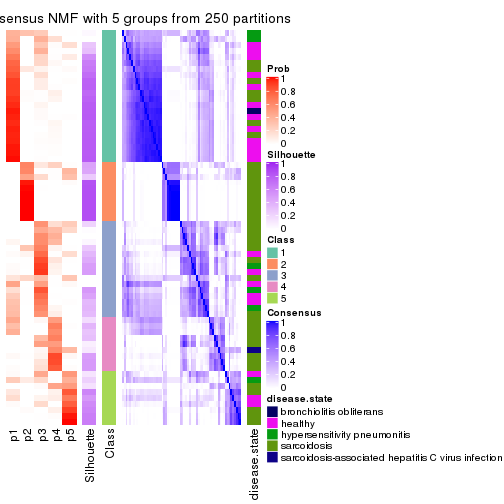 sensus NMF with 5 groups from 250 partitions
Prob
1
0.8
0.6
0.4
0.2
0
Silhouette
1
0.8
0.6
0.4
0.2
0
Class
1
2
3
4
5
Consensus
1
0.8
0.6
0.4
0.2
0
disease.state
bronchiolitis obliterans
healthy
hypersensitivity pneumonitis
sarcoidosis
sarcoidosis-associated hepatitis C virus infection
p1
p2
p3
p4
p5
Silhouette
Class
disease.state